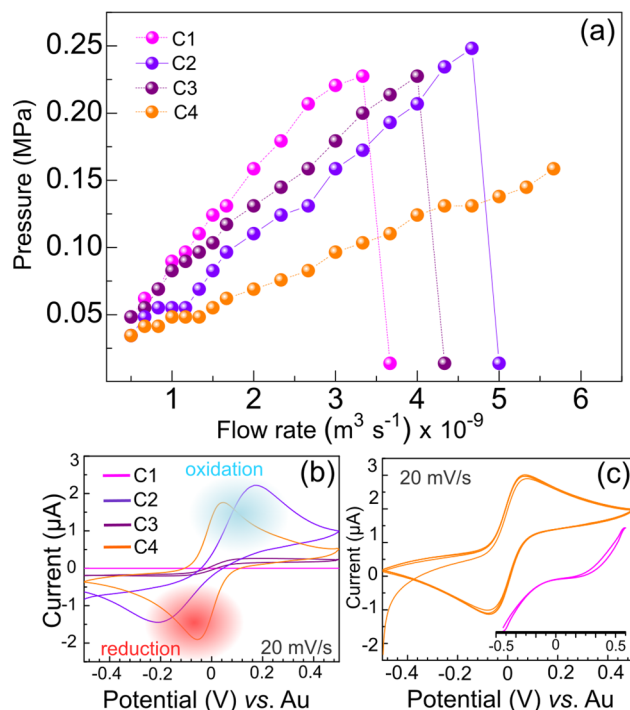 (a)
C1
C2
C3
C4
Pressure (MPa)
0.25
0.20
0.15
0.10
0.05
1 2 3 4 5 6
Flow rate (m³ s⁻¹) x 10⁻⁹
(b)
C1
C2
C3
C4
oxidation
reduction
20 mV/s
Current (µA)
3
2
1
0
-1
-2
-0.4 -0.2 0 0.2 0.4
Potential (V) vs. Au
(c)
20 mV/s
Current (µA)
3
2
1
0
-1
-2
-0.5 0 0.5
-0.4 -0.2 0 0.2 0.4
Potential (V) vs. Au